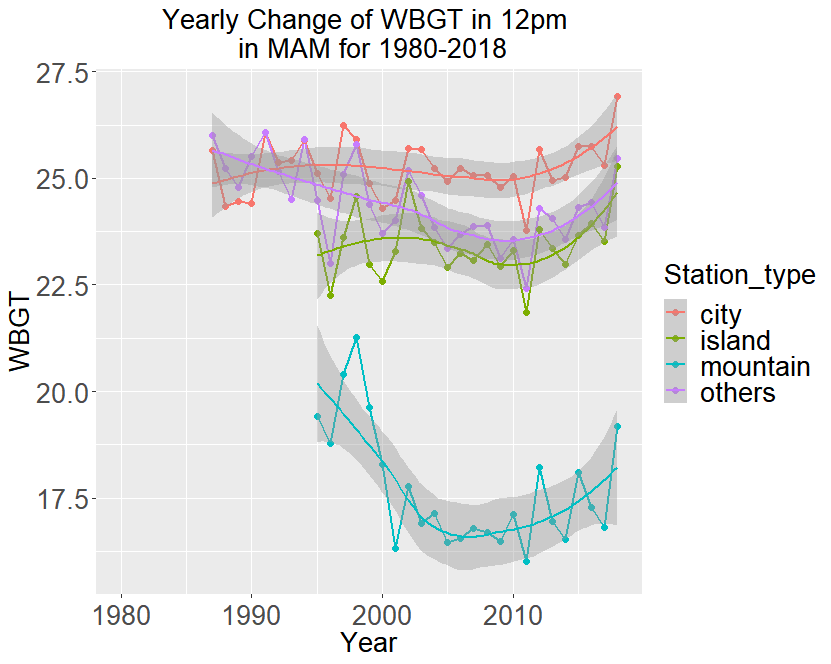 Yearly Change of WBGT in 12pm
in MAM for 1980-2018
27.5
25.0
22.5
20.0
17.5
WBGT
1980 1990 2000 2010
Year
Station_type
city
island
mountain
others